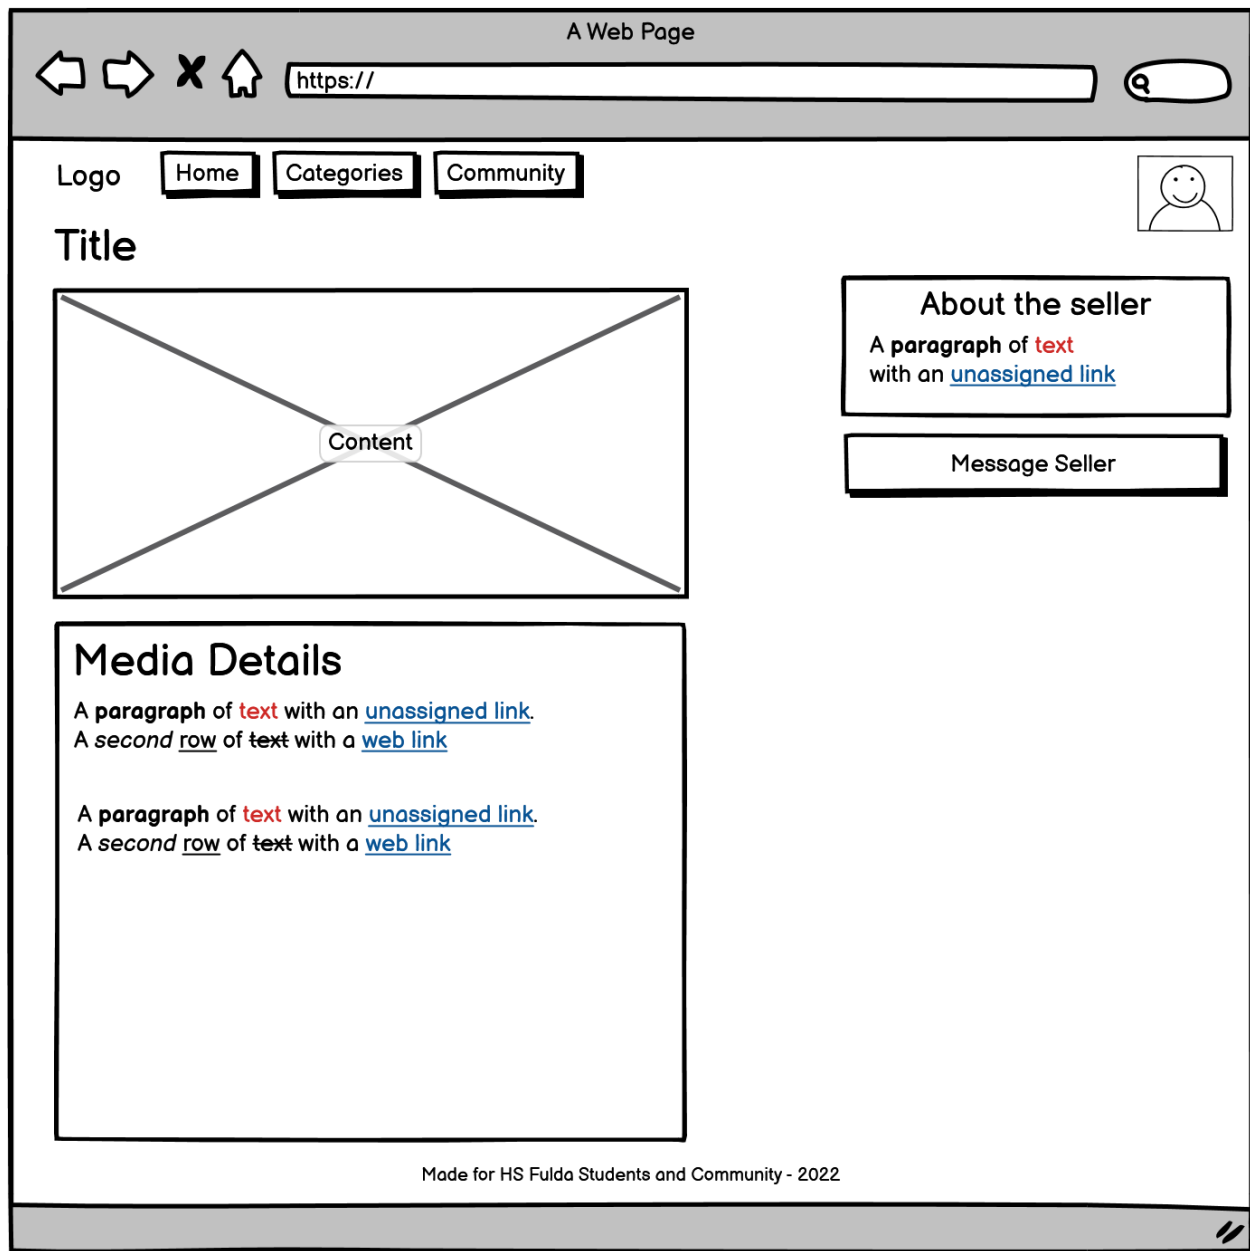 A Web Page
https://
Logo
Home
Categories
Community
Title
Content
About the seller
A paragraph of text
with an unassigned link
Message Seller
Media Details
A paragraph of text with an unassigned link.
A second row of text with a web link
A paragraph of text with an unassigned link.
A second row of text with a web link
Made for HS Fulda Students and Community - 2022